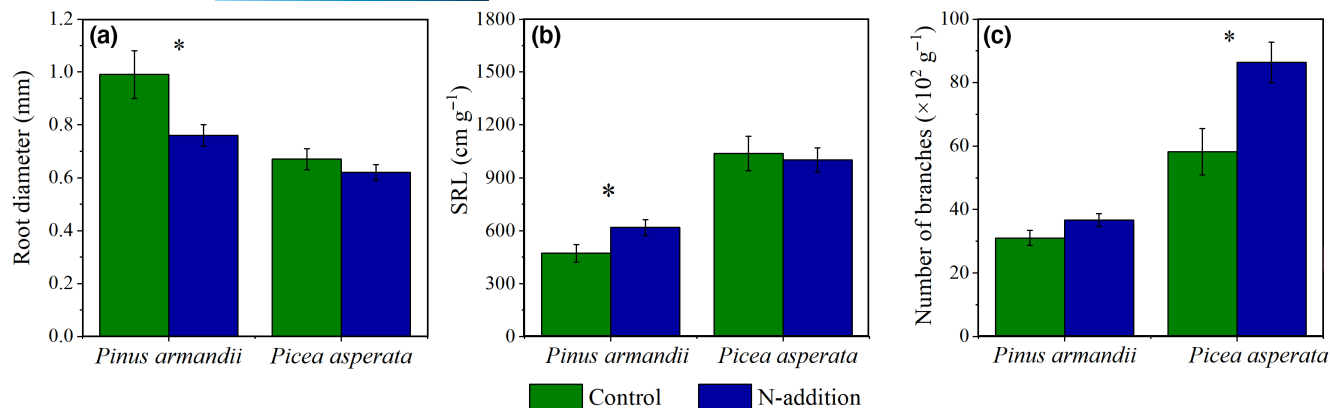 (a)
*
Root diameter (mm)
1.2
1.0
0.8
0.6
0.4
0.2
0.0
Pinus armandii
Picea asperata
(b)
*
SRL (cm g⁻¹)
1800
1500
1200
900
600
300
0
Pinus armandii
Picea asperata
(c)
*
Number of branches (×10² g⁻¹)
100
80
60
40
20
0
Pinus armandii
Picea asperata
Control
N-addition